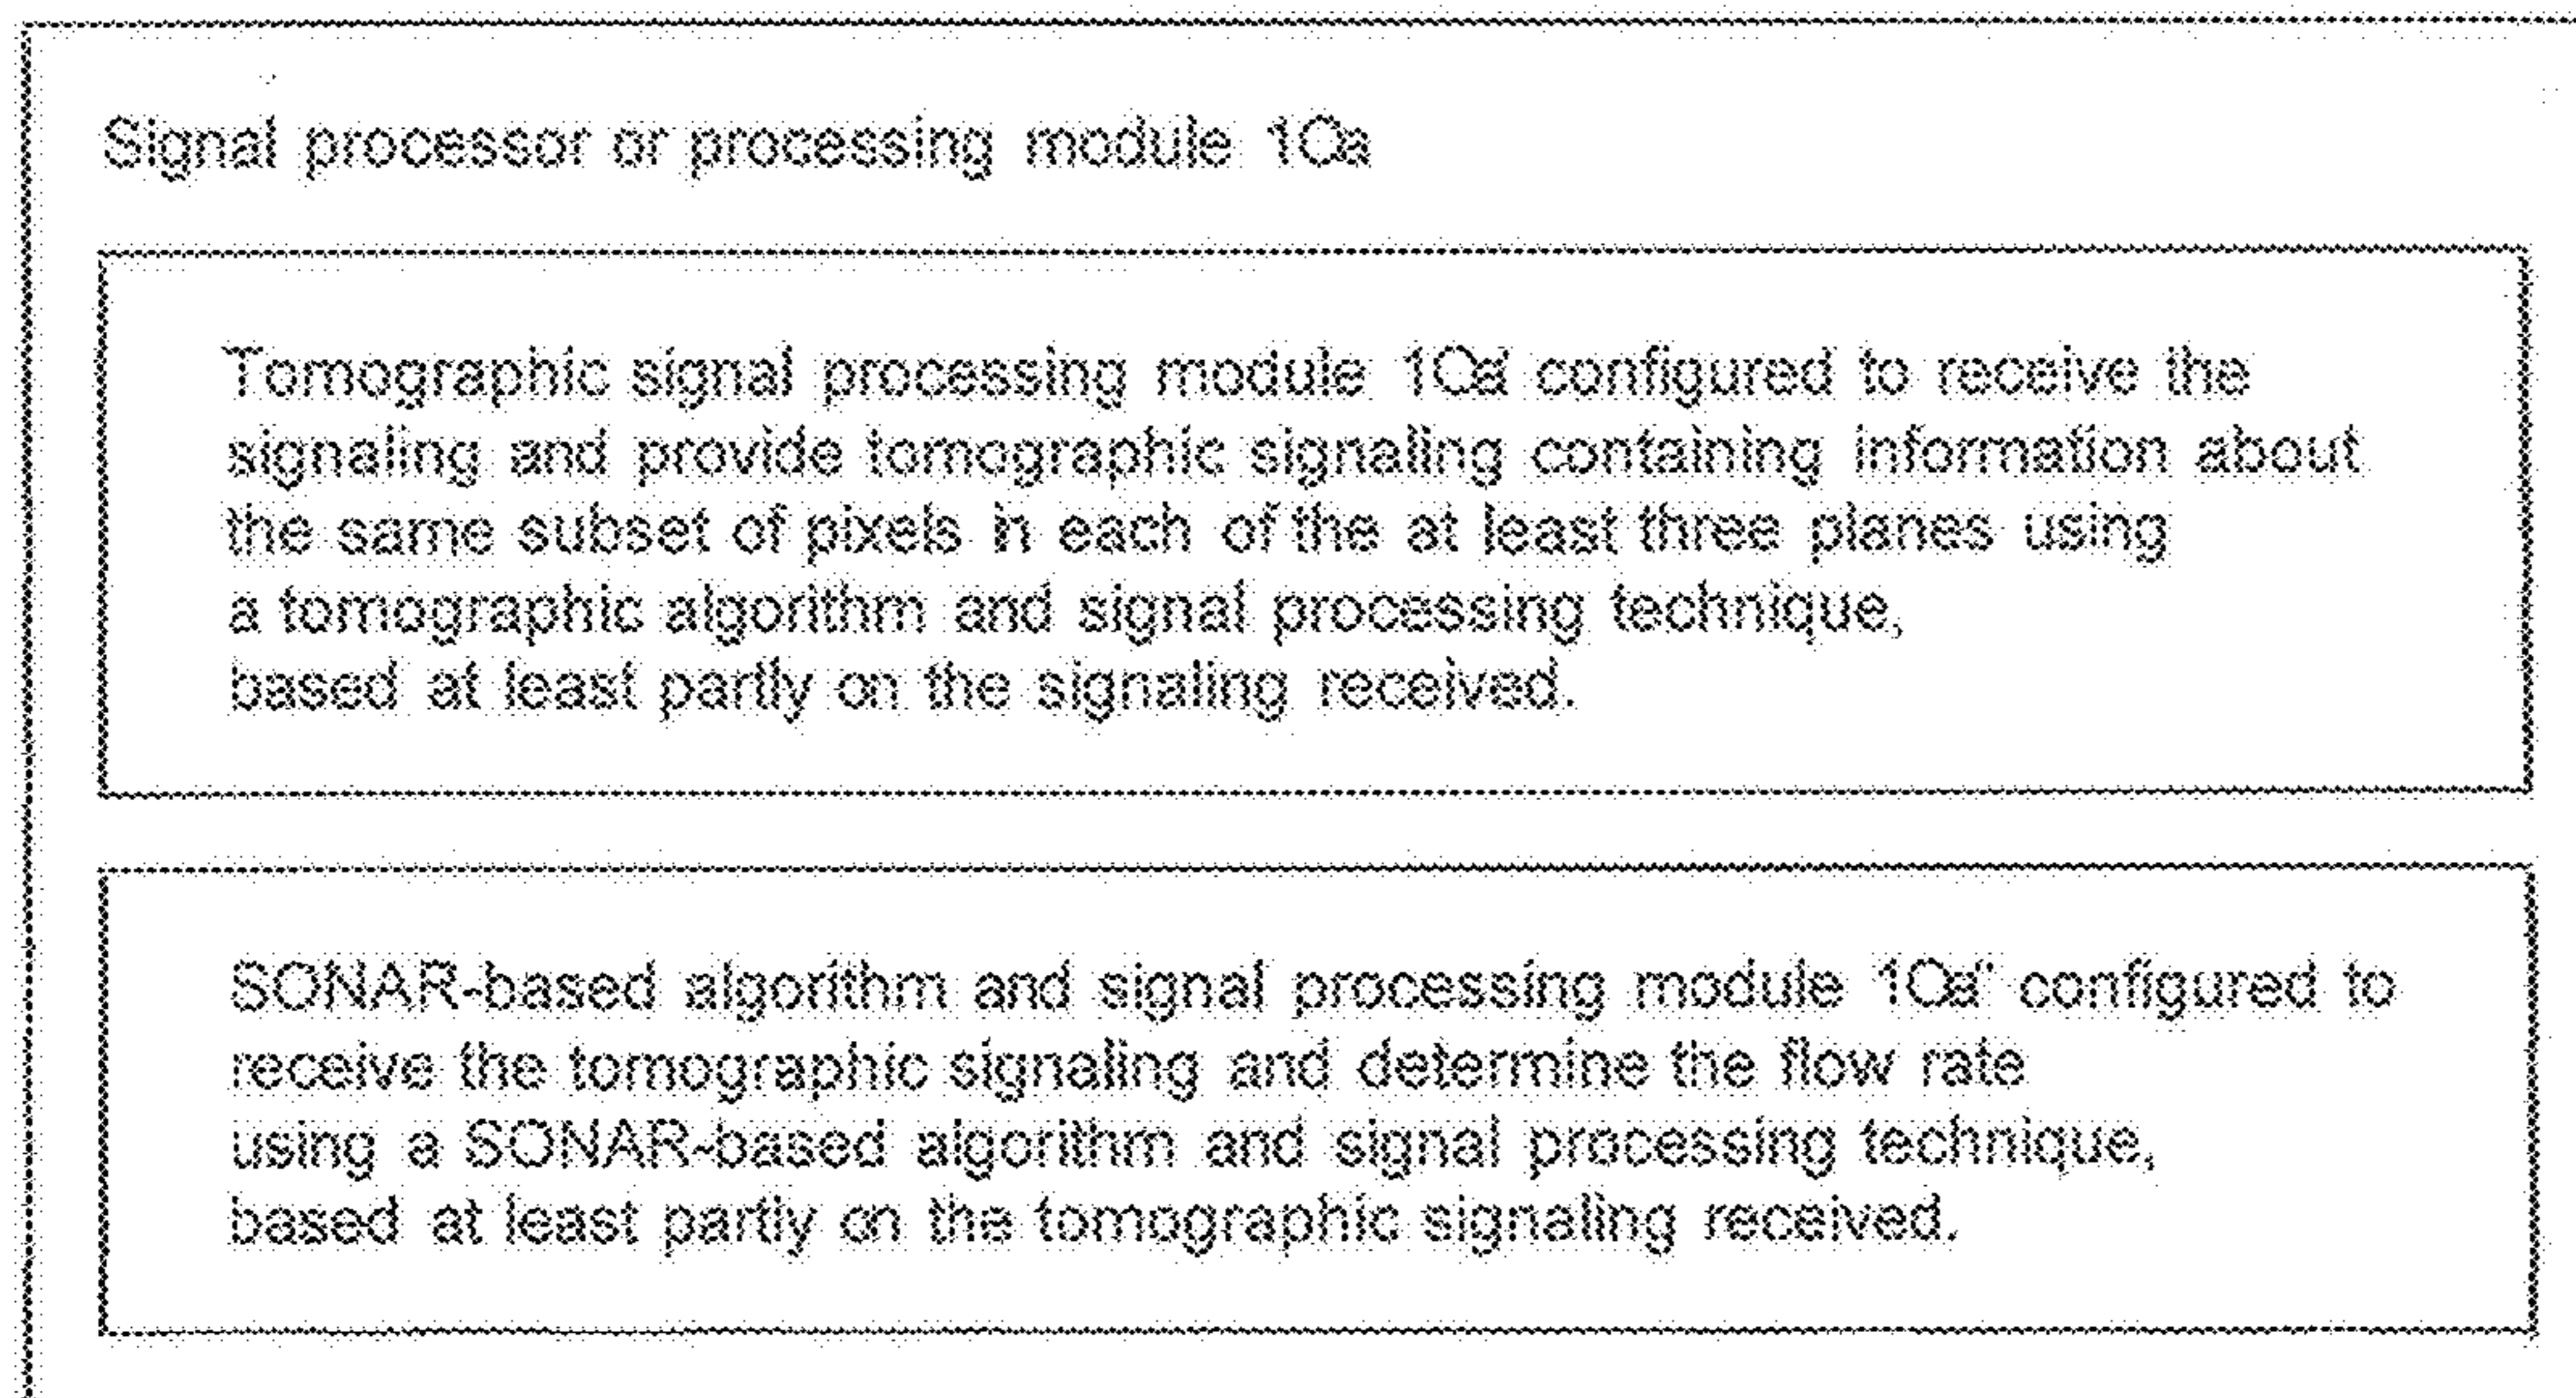 Signal processor or processing module 10a
Tomographic signal processing module 10a' configured to receive the
signaling and provide tomographic signaling containing information about
the same subset of pixels in each of the at least three planes using
a tomographic algorithm and signal processing technique,
based at least partly on the signaling received.
SONAR-based algorithm and signal processing module 10a" configured to
receive the tomographic signaling and determine the flow rate
using a SONAR-based algorithm and signal processing technique,
based at least partly on the tomographic signaling received.